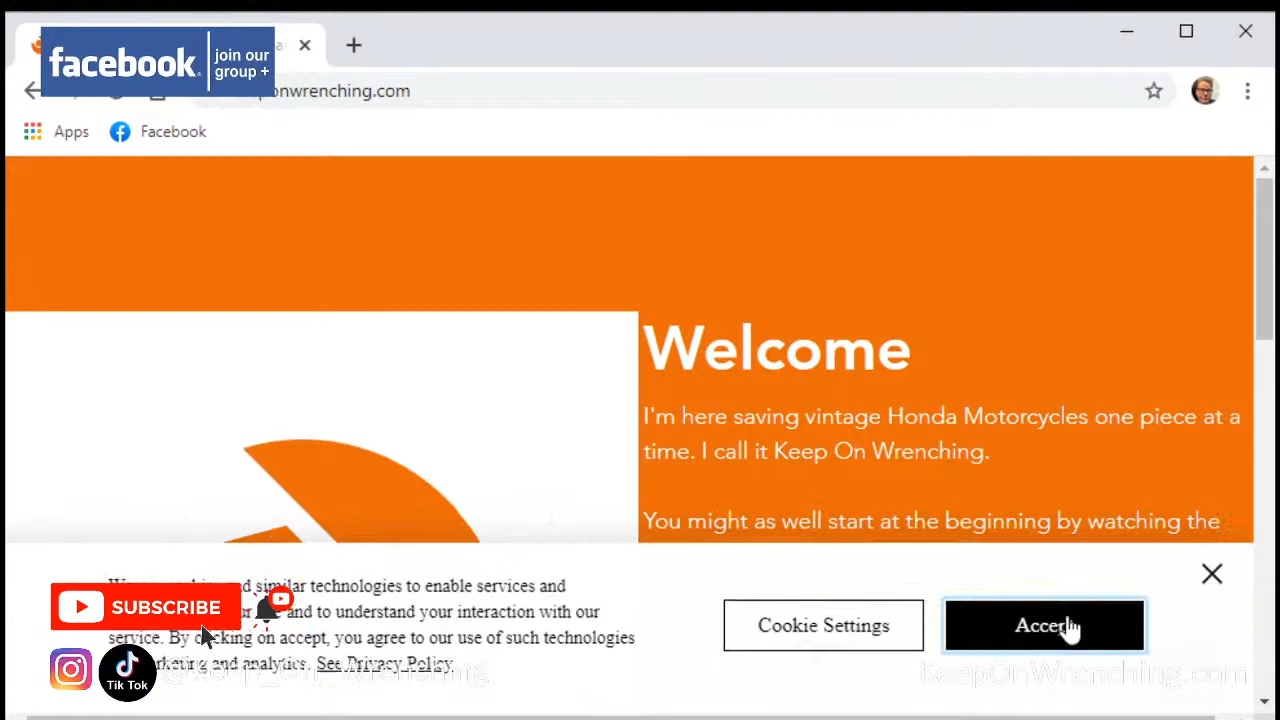 facebook
join our
group +
onwrenching.com
Apps
Facebook
Welcome
I'm here saving vintage Honda Motorcycles one piece at a
time. I call it Keep On Wrenching.
You might as well start at the beginning by watching the
similar technologies to enable services and
and to understand your interaction with our
service. By clicking on accept, you agree to our use of such technologies
and analytics. See Privacy Policy
Cookie Settings
Accept
SUBSCRIBE
Tik Tok
@Keep_On_Wrenching
KeepOnWrenching.com